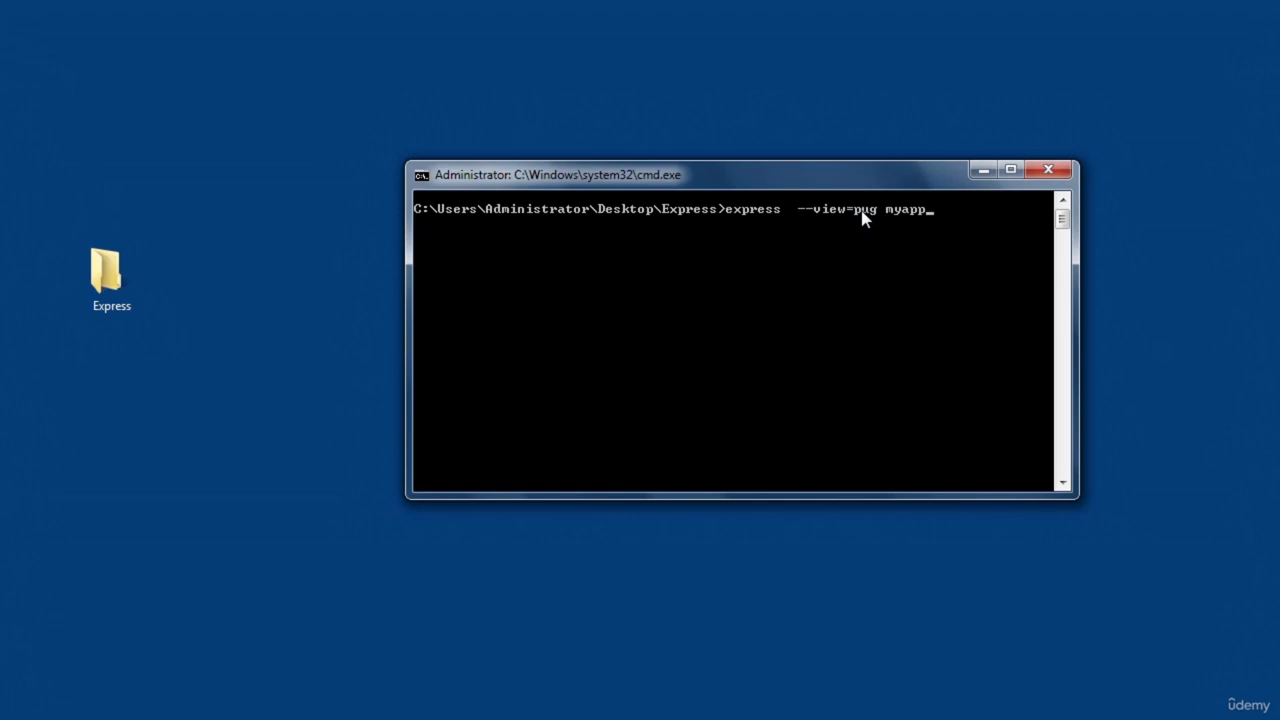 Administrator: C:\Windows\system32\cmd.exe
C:\Users\Administrator\Desktop\Express>express  --view=pug myapp_
Express
ûdemy